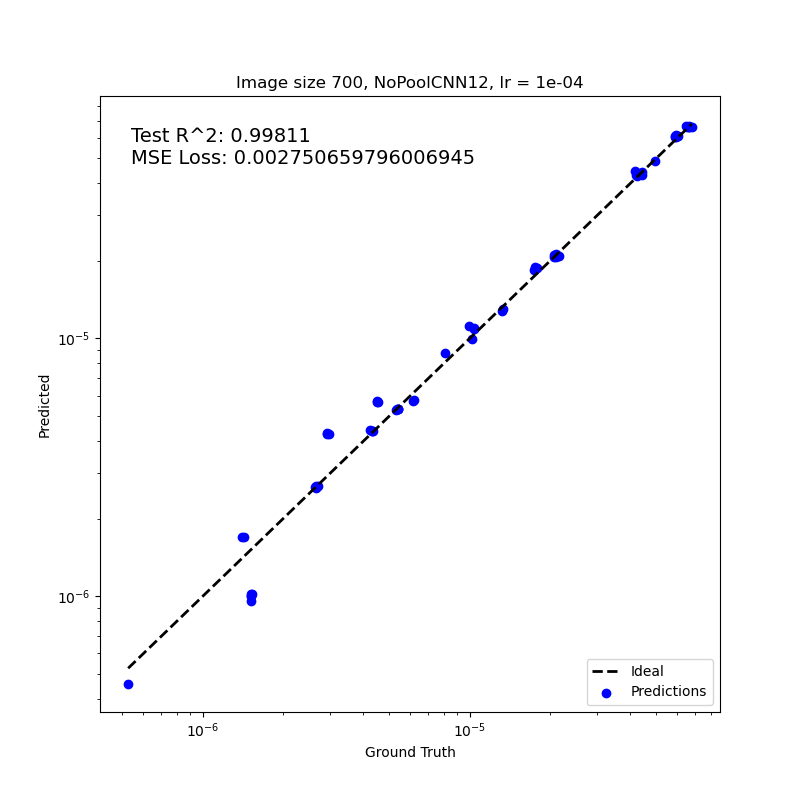 Image size 700, NoPoolCNN12, lr = 1e-04
Test R^2: 0.99811
MSE Loss: 0.002750659796006945
10⁻⁵
10⁻⁶
Predicted
Ideal
Predictions
10⁻⁶
10⁻⁵
Ground Truth